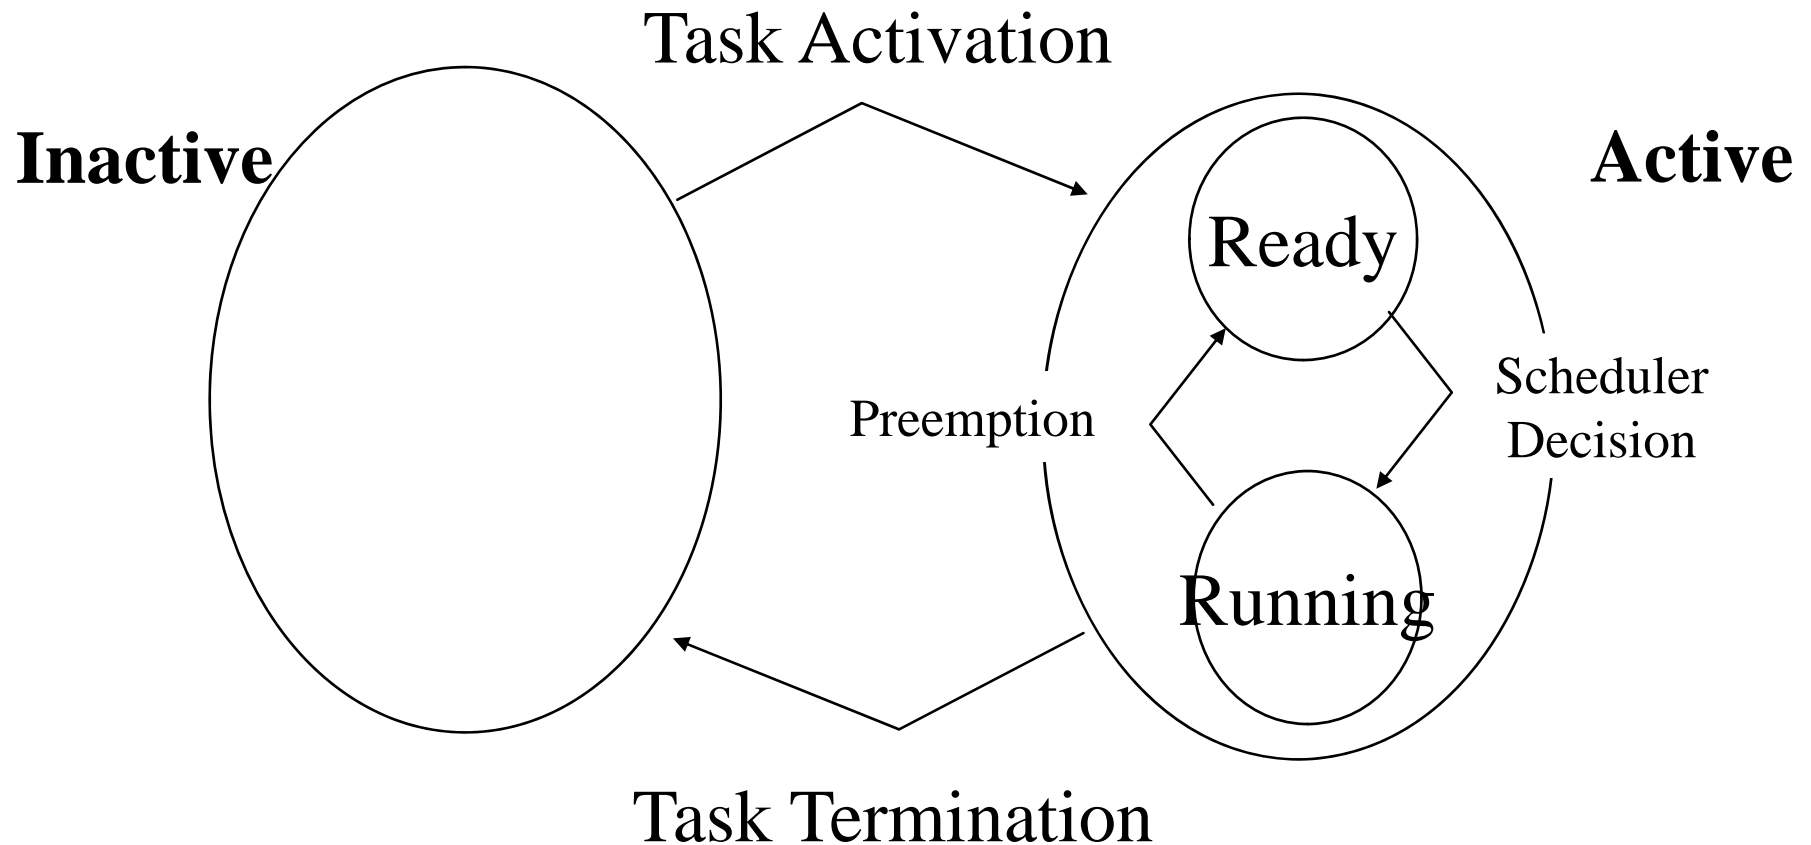 Task Activation
Inactive
Active
Ready
Scheduler
Decision
Preemption
Running
Task Termination